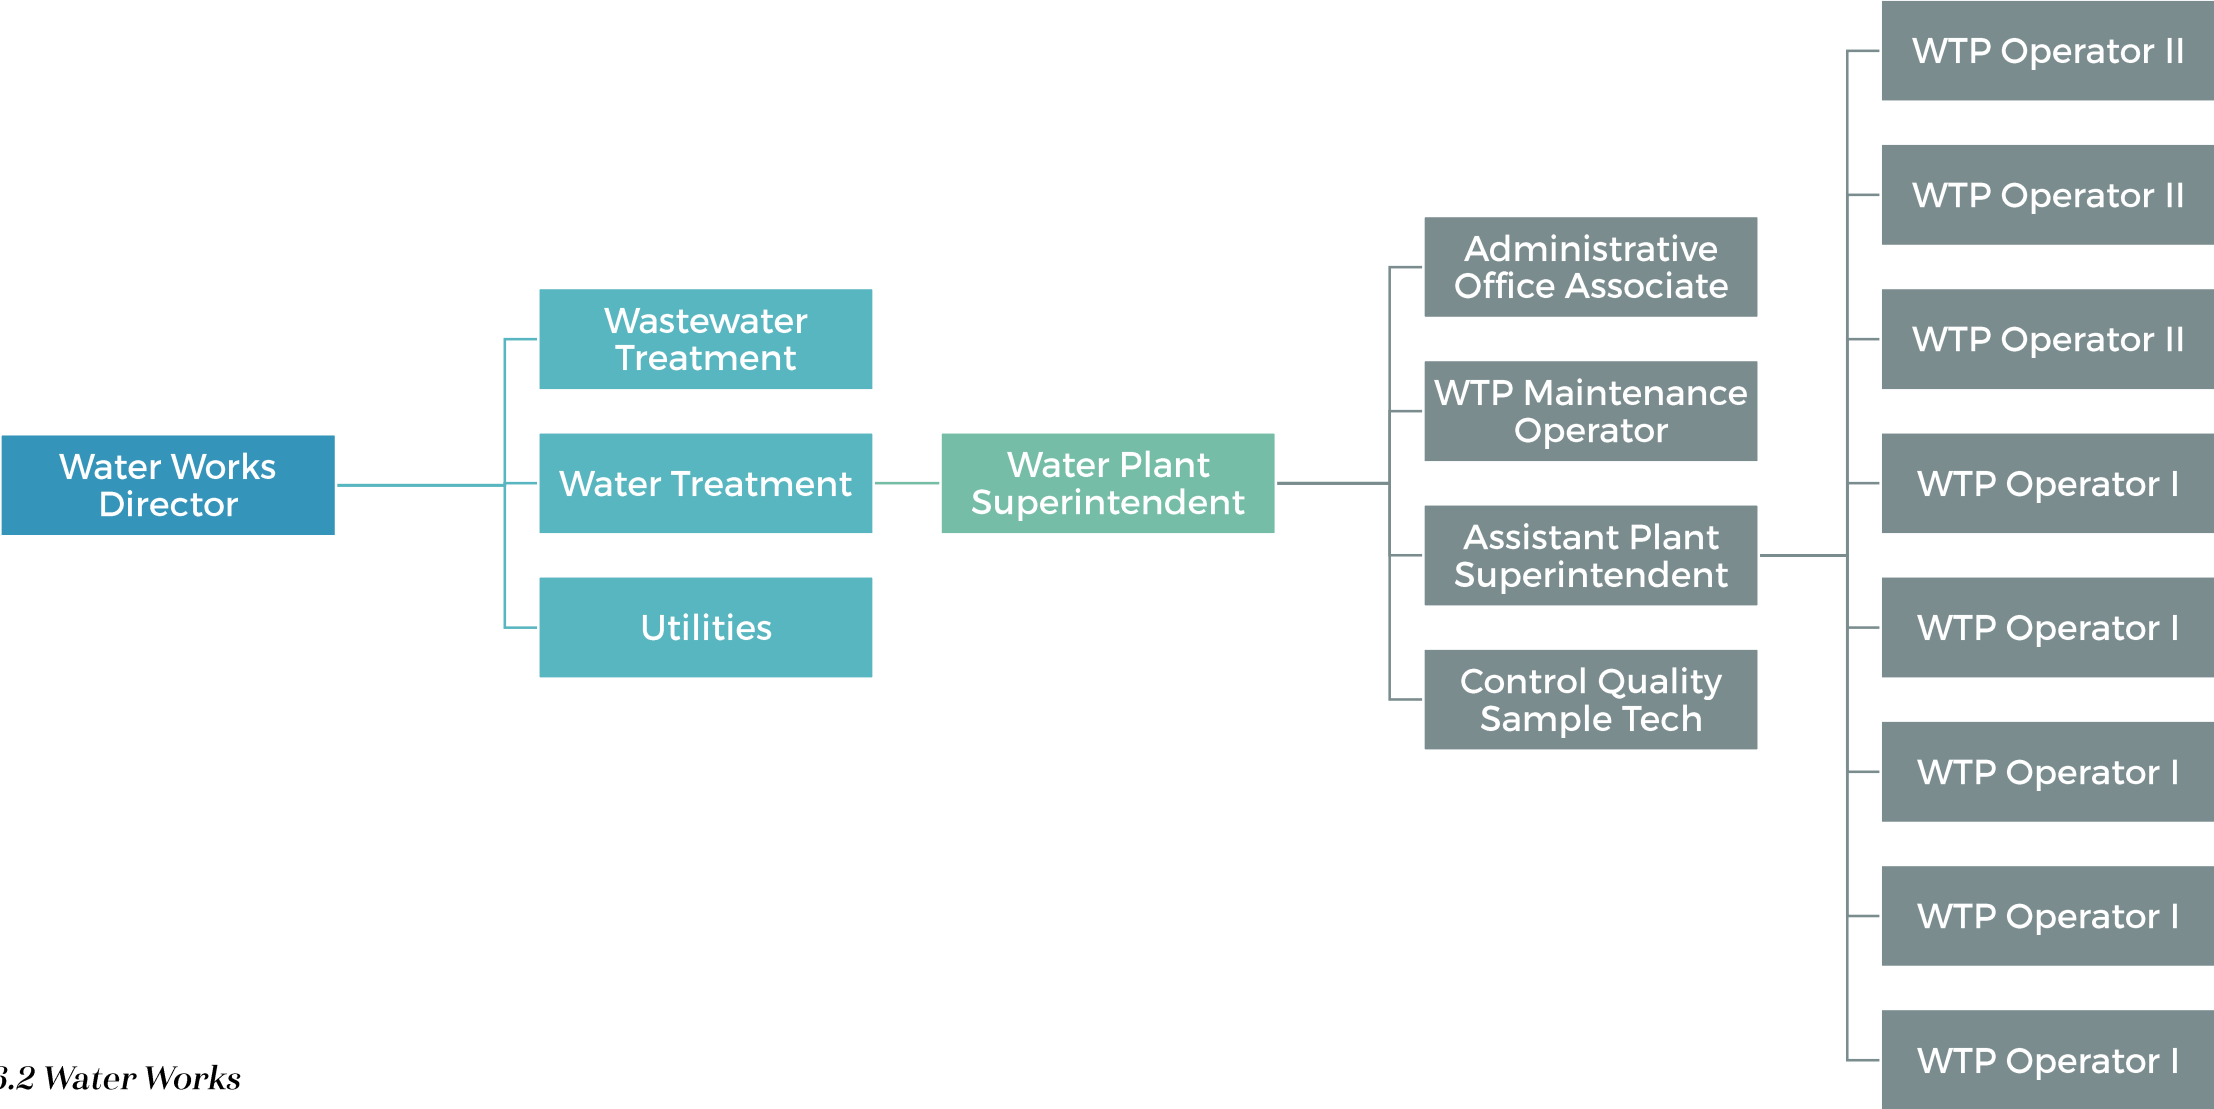 Water Works
Director
Wastewater
Treatment
Water Treatment
Utilities
Water Plant
Superintendent
Administrative
Office Associate
WTP Maintenance
Operator
Assistant Plant
Superintendent
Control Quality
Sample Tech
WTP Operator II
WTP Operator II
WTP Operator II
WTP Operator I
WTP Operator I
WTP Operator I
WTP Operator I
WTP Operator I
6.2 Water Works